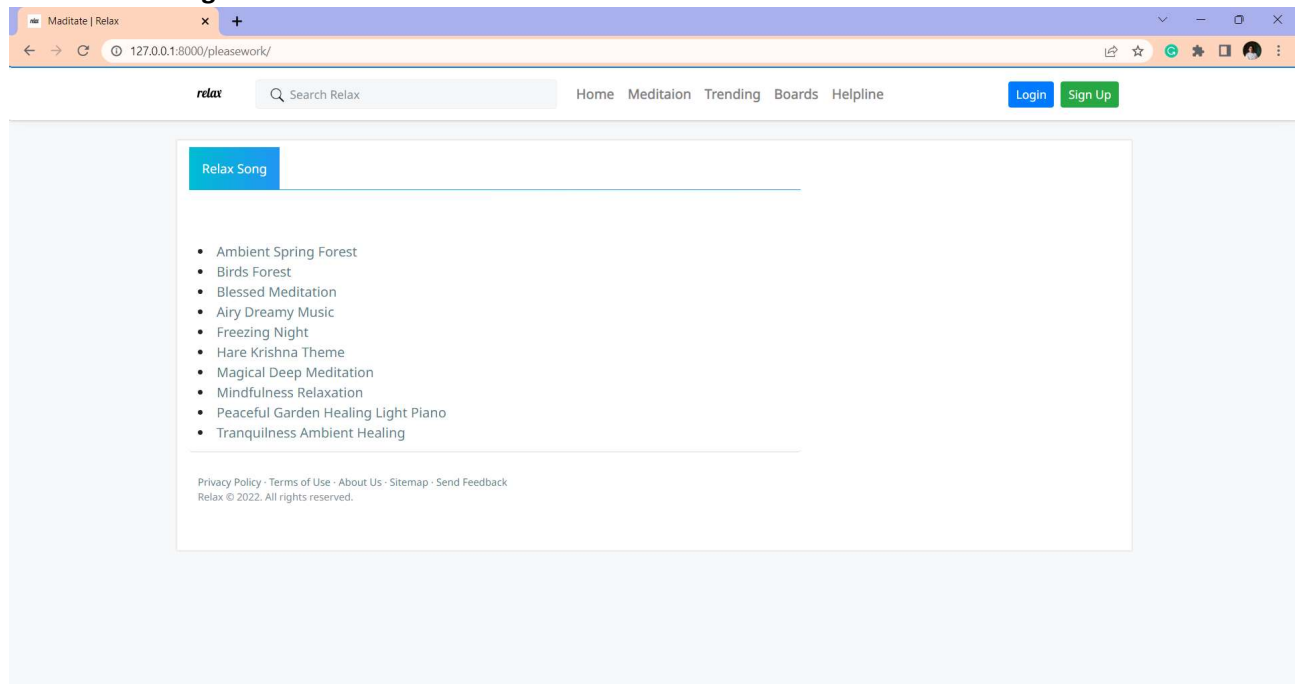 Maditate | Relax
127.0.0.1:8000/pleasework/
relax
Search Relax
Home Meditaion Trending Boards Helpline
Login Sign Up
Relax Song
• Ambient Spring Forest
• Birds Forest
• Blessed Meditation
• Airy Dreamy Music
• Freezing Night
• Hare Krishna Theme
• Magical Deep Meditation
• Mindfulness Relaxation
• Peaceful Garden Healing Light Piano
• Tranquilness Ambient Healing
Privacy Policy · Terms of Use · About Us · Sitemap · Send Feedback
Relax © 2022. All rights reserved.